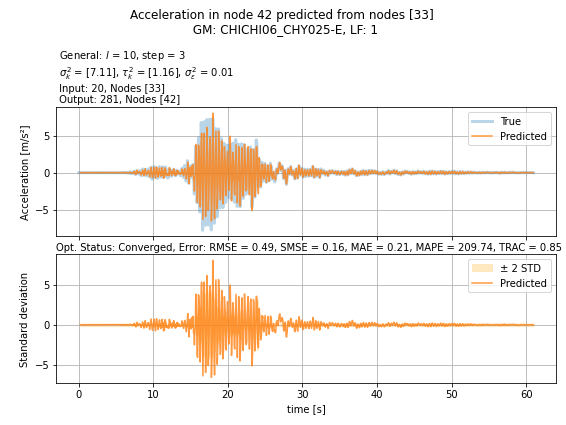 Acceleration in node 42 predicted from nodes [33]
GM: CHICHI06_CHY025-E, LF: 1
General: l = 10, step = 3
σ²ₖ = [7.11], τ²ₖ = [1.16], σ²ε = 0.01
Input: 20, Nodes [33]
Output: 281, Nodes [42]
True
Predicted
Acceleration [m/s²]
5
0
−5
Opt. Status: Converged, Error: RMSE = 0.49, SMSE = 0.16, MAE = 0.21, MAPE = 209.74, TRAC = 0.85
± 2 STD
Predicted
Standard deviation
5
0
−5
0 10 20 30 40 50 60
time [s]